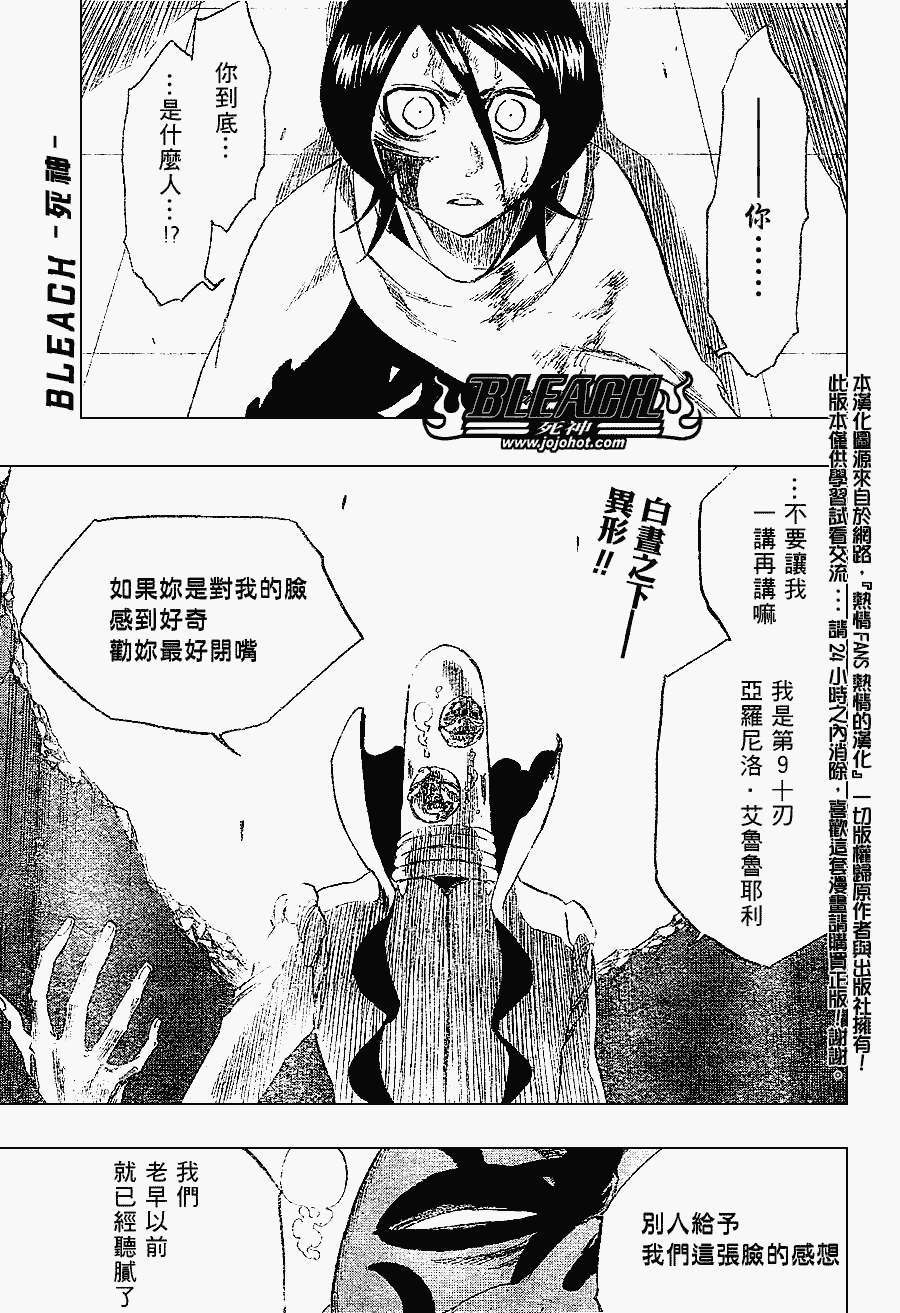 ——你……
你到底…
…是什麼人…!?
BLEACH -死神-
BLEACH
死神
www.jojohot.com
本漢化圖源來自於網路，『熱情FANS熱情的漢化』一切版權歸原作者與出版社擁有！
此版本僅供學習試看交流…請24小時之內消除，喜歡這套漫畫請購買正版！謝謝。
…不要讓我
一講再講嘛
我是第9十刃
亞羅尼洛．艾魯魯耶利
白晝之下——
異形!!
如果妳是對我的臉
感到好奇
勸妳最好閉嘴
別人給予
我們這張臉的感想
我們
老早以前
就已經聽膩了